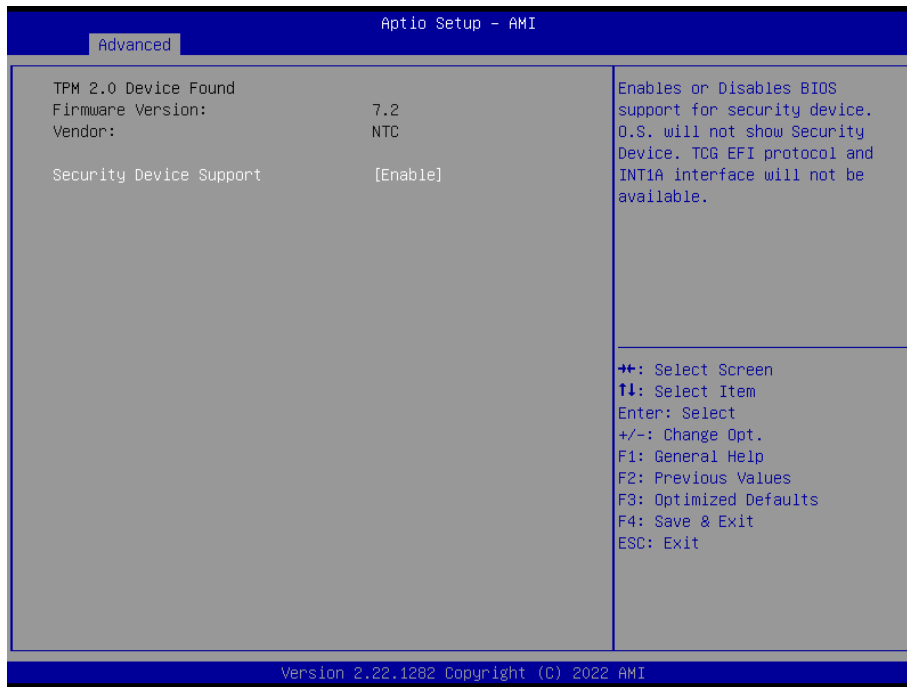 Aptio Setup – AMI
Advanced
TPM 2.0 Device Found
Firmware Version: 7.2
Vendor: NTC
Security Device Support [Enable]
Enables or Disables BIOS
support for security device.
O.S. will not show Security
Device. TCG EFI protocol and
INT1A interface will not be
available.
→←: Select Screen
↑↓: Select Item
Enter: Select
+/-: Change Opt.
F1: General Help
F2: Previous Values
F3: Optimized Defaults
F4: Save & Exit
ESC: Exit
Version 2.22.1282 Copyright (C) 2022 AMI